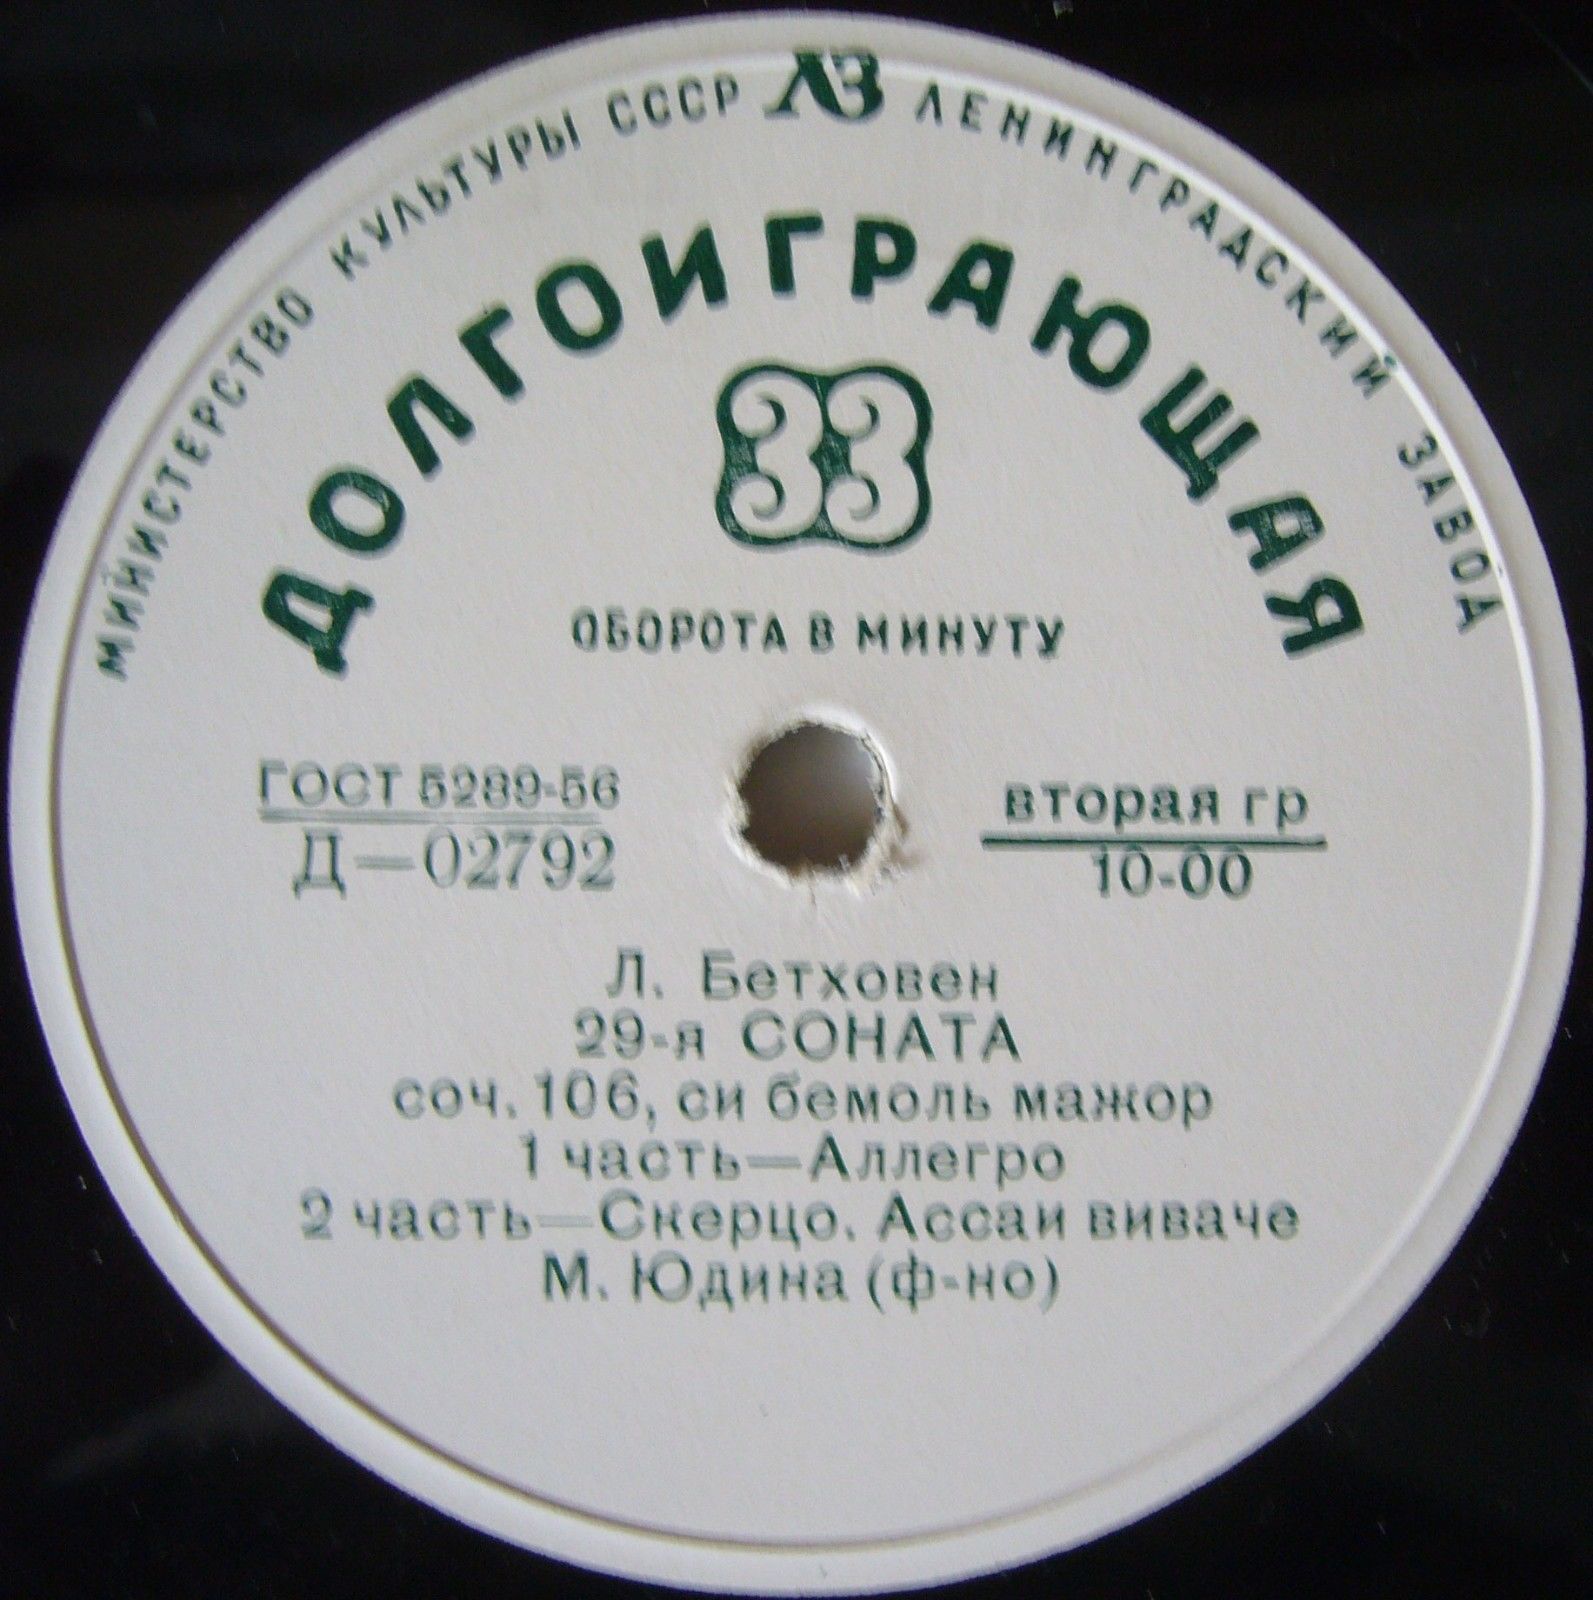 МИНИСТЕРСТВО КУЛЬТУРЫ СССР ЛЗ ЛЕНИНГРАДСКИЙ ЗАВОД
ДОЛГОИГРАЮЩАЯ
33
ОБОРОТА В МИНУТУ
ГОСТ 5289-56
Д—02792
вторая гр
10-00
Л. Бетховен
29-я СОНАТА
соч. 106, си бемоль мажор
1 часть—Аллегро
2 часть—Скерцо. Ассаи виваче
М. Юдина (ф-но)